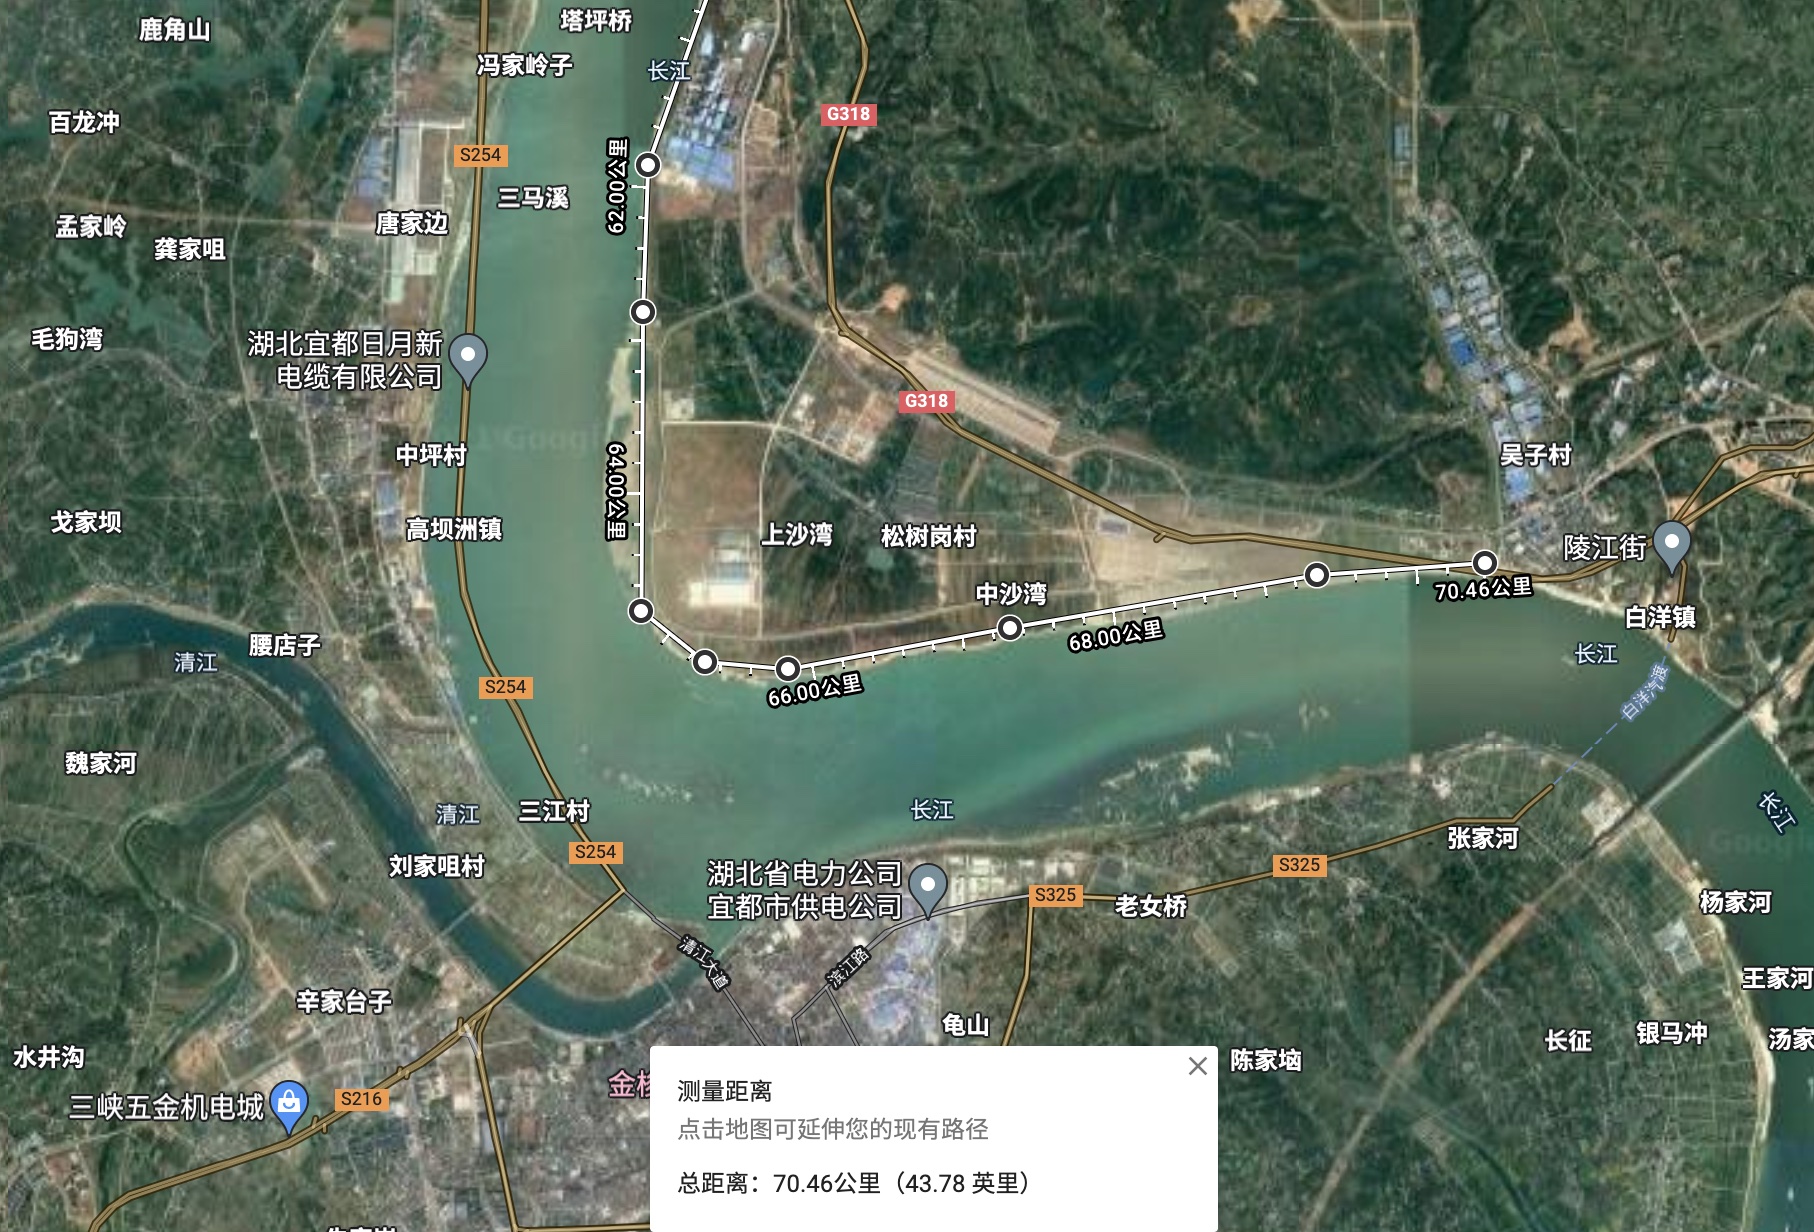 鹿角山
塔坪桥
冯家岭子
长江
百龙冲
G318
S254
62.00公里
三马溪
孟家岭
唐家边
龚家咀
毛狗湾
湖北宜都日月新
电缆有限公司
G318
中坪村
吴子村
64.00公里
戈家坝
高坝洲镇
上沙湾
松树岗村
陵江街
中沙湾
70.46公里
白洋镇
68.00公里
腰店子
清江
长江
S254
66.00公里
白洋汽渡
魏家河
清江
三江村
长江
长江
张家河
S254
刘家咀村
湖北省电力公司
宜都市供电公司
S325
S325
老女桥
杨家河
清江大道
滨江路
王家河
辛家台子
龟山
长征
银马冲
汤家
水井沟
陈家垴
三峡五金机电城
S216
测量距离
点击地图可延伸您的现有路径
总距离：70.46公里（43.78 英里）